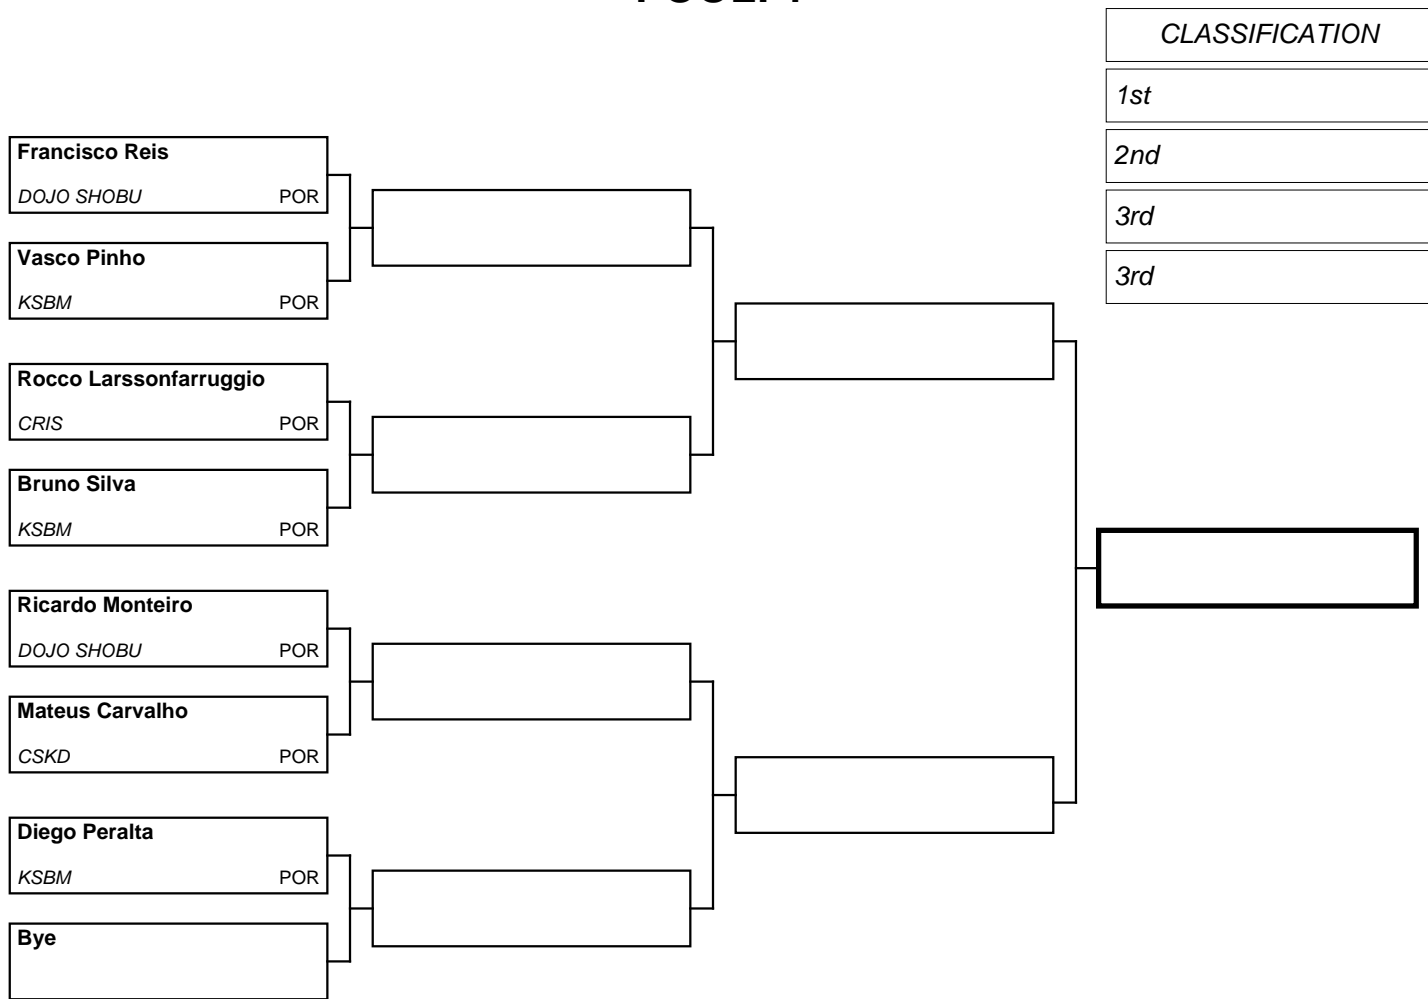 CLASSIFICATION
1st
2nd
3rd
3rd
Francisco Reis
DOJO SHOBU POR
Vasco Pinho
KSBM POR
Rocco Larssonfarruggio
CRIS POR
Bruno Silva
KSBM POR
Ricardo Monteiro
DOJO SHOBU POR
Mateus Carvalho
CSKD POR
Diego Peralta
KSBM POR
Bye